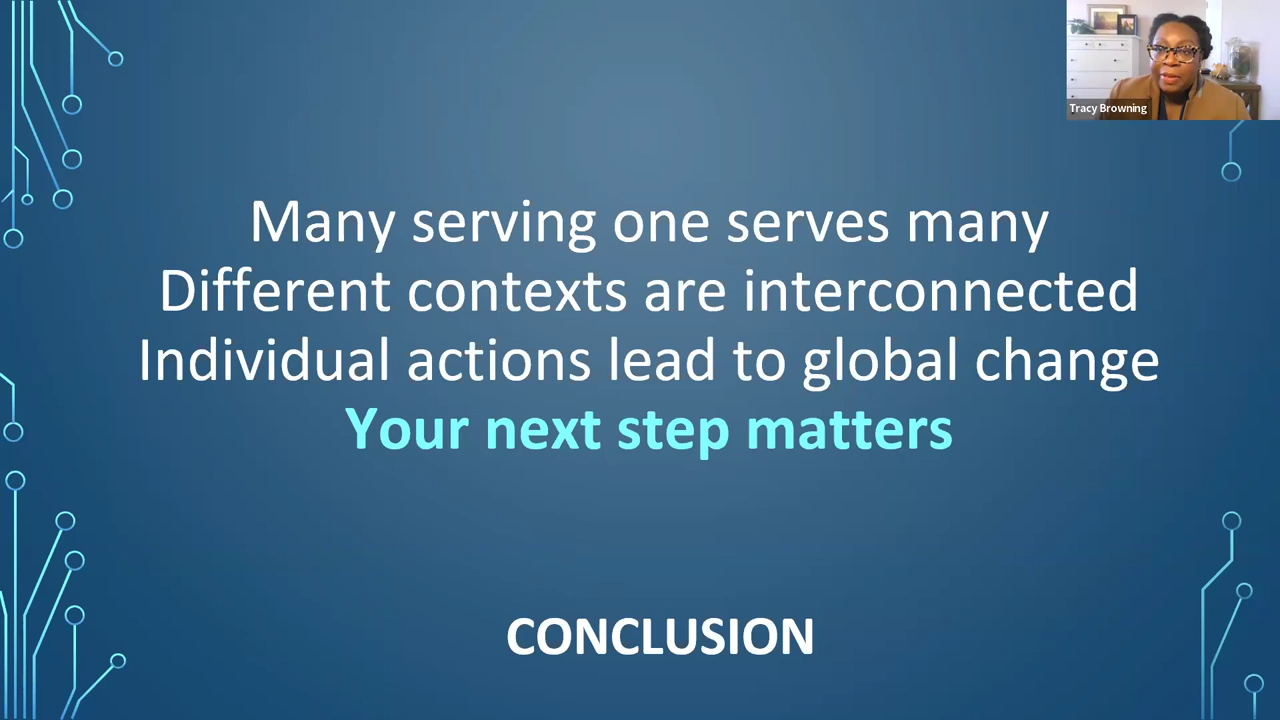 Tracy Browning
Many serving one serves many
Different contexts are interconnected
Individual actions lead to global change
Your next step matters
CONCLUSION